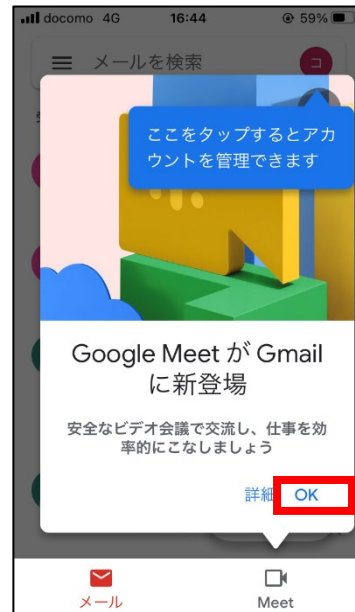 docomo 4G 16:44 59%
メールを検索
コ
ここをタップするとアカ
ウントを管理できます
Google Meet が Gmail
に新登場
安全なビデオ会議で交流し、仕事を効
率的にこなしましょう
詳細 OK
メール Meet